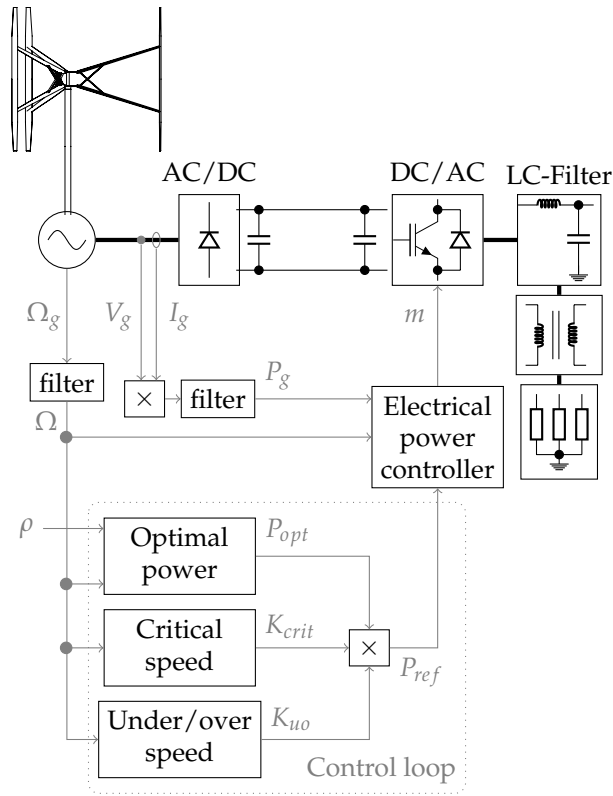 AC/DC
DC/AC
LC-Filter
Ω_g
V_g
I_g
m
filter
×
filter
P_g
Electrical
power
controller
Ω
ρ
Optimal
power
P_opt
Critical
speed
K_crit
×
P_ref
Under/over
speed
K_uo
Control loop